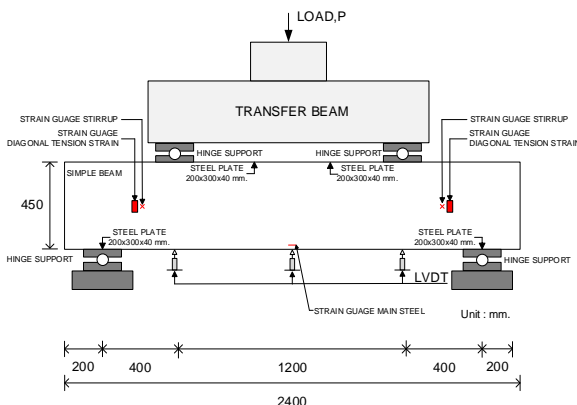 LOAD,P
TRANSFER BEAM
STRAIN GUAGE STIRRUP
STRAIN GUAGE
DIAGONAL TENSION STRAIN
STRAIN GUAGE STIRRUP
STRAIN GUAGE
DIAGONAL TENSION STRAIN
HINGE SUPPORT
HINGE SUPPORT
SIMPLE BEAM
STEEL PLATE
200x300x40 mm.
STEEL PLATE
200x300x40 mm.
450
STEEL PLATE
200x300x40 mm.
STEEL PLATE
200x300x40 mm.
HINGE SUPPORT
HINGE SUPPORT
LVDT
STRAIN GUAGE MAIN STEEL
Unit : mm.
200 400 1200 400 200
2400